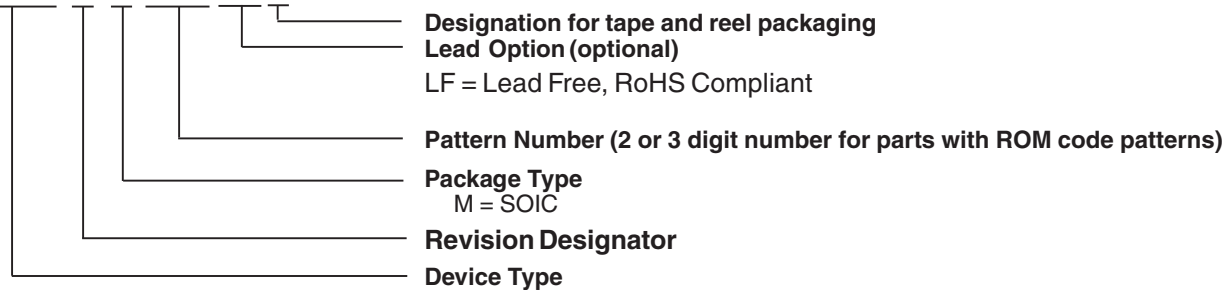 Designation for tape and reel packaging
Lead Option (optional)
LF = Lead Free, RoHS Compliant
Pattern Number (2 or 3 digit number for parts with ROM code patterns)
Package Type
M = SOIC
Revision Designator
Device Type